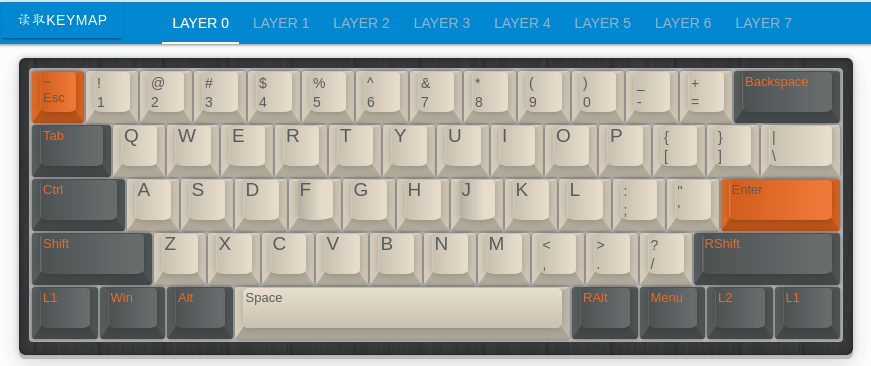 读取KEYMAP LAYER 0 LAYER 1 LAYER 2 LAYER 3 LAYER 4 LAYER 5 LAYER 6 LAYER 7
~ ! @ # $ % ^ & * ( ) _ + Backspace
Esc 1 2 3 4 5 6 7 8 9 0 - =
Tab Q W E R T Y U I O P { } |
[ ] \
Ctrl A S D F G H J K L : " Enter
; '
Shift Z X C V B N M < > ? RShift
, . /
L1 Win Alt Space RAlt Menu L2 L1